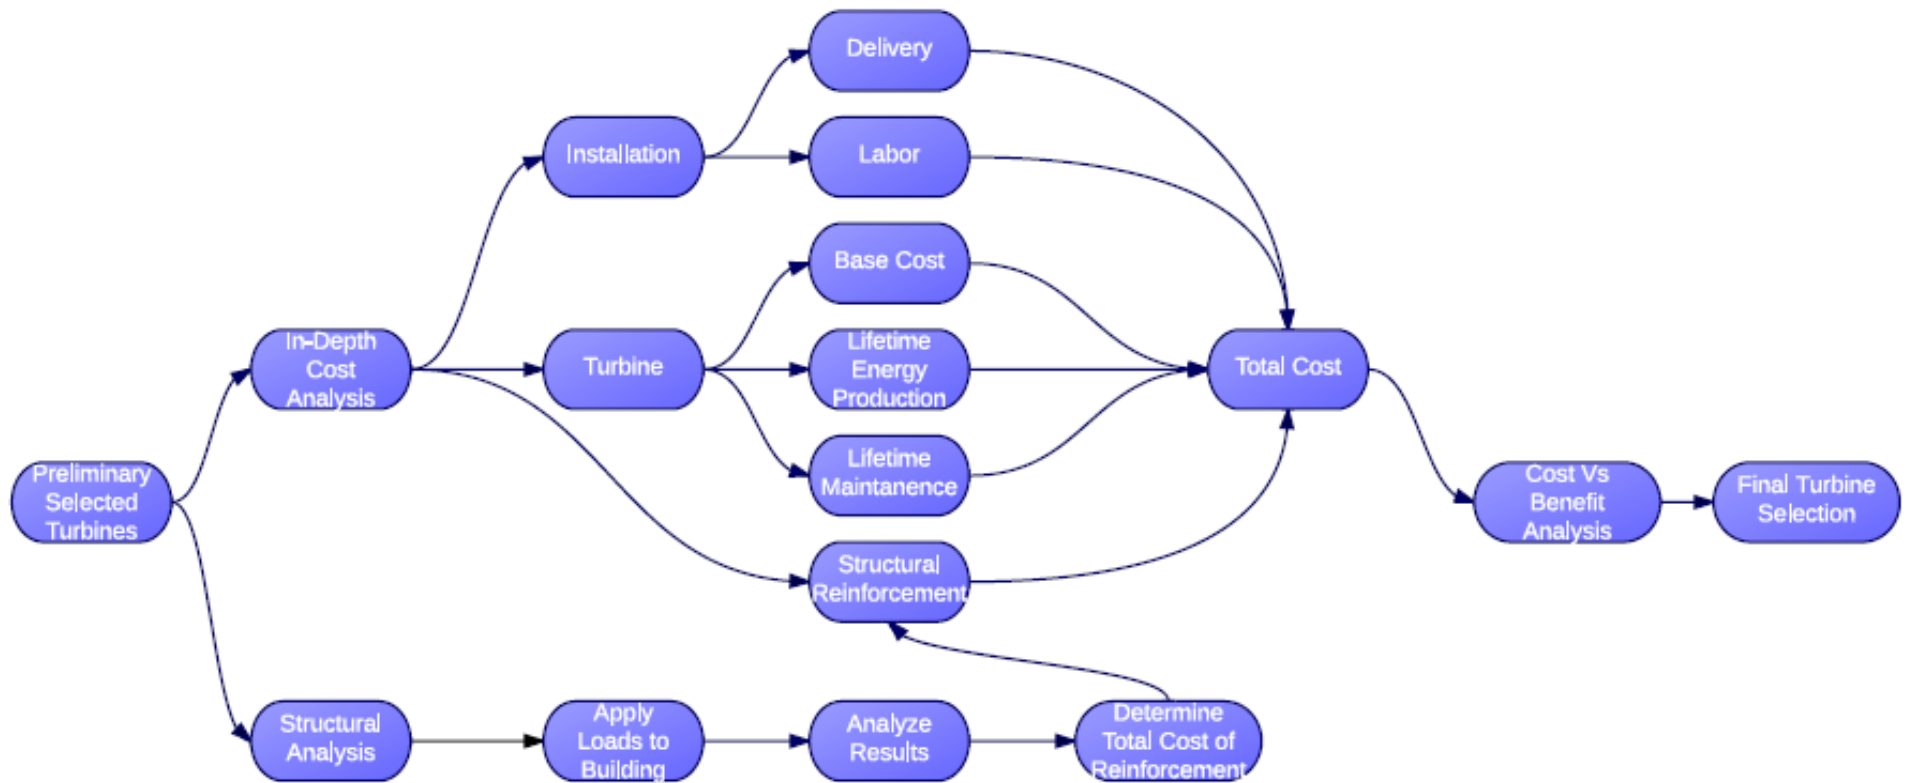 Delivery
Installation
Labor
Base Cost
In-Depth
Cost
Analysis
Turbine
Lifetime
Energy
Production
Total Cost
Lifetime
Maintanence
Preliminary
Selected
Turbines
Cost Vs
Benefit
Analysis
Final Turbine
Selection
Structural
Reinforcement
Structural
Analysis
Apply
Loads to
Building
Analyze
Results
Determine
Total Cost of
Reinforcement